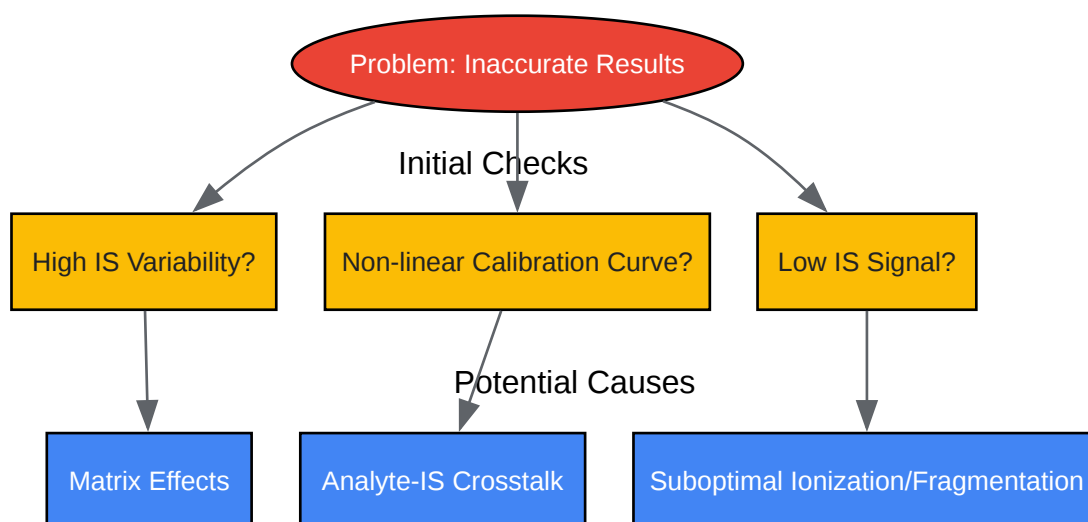 Problem: Inaccurate Results
Initial Checks
High IS Variability?
Non-linear Calibration Curve?
Low IS Signal?
Potential Causes
Matrix Effects
Analyte-IS Crosstalk
Suboptimal Ionization/Fragmentation